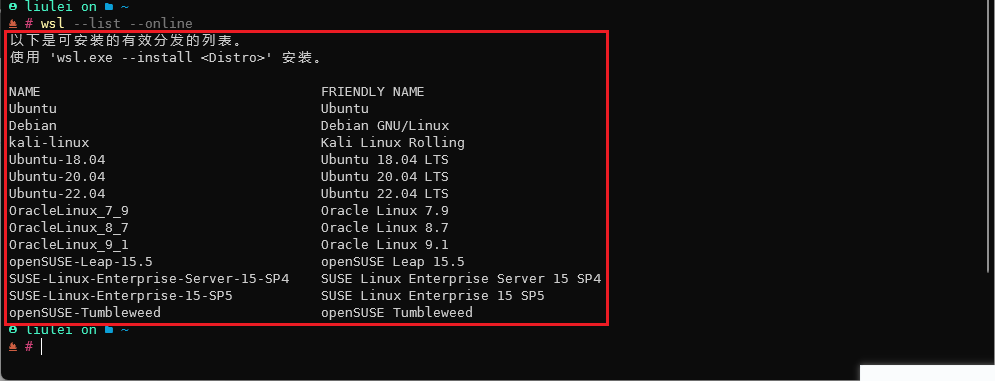 liulei on ~
# wsl --list --online
以下是可安装的有效分发的列表。
使用 'wsl.exe --install <Distro>' 安装。
NAME FRIENDLY NAME
Ubuntu Ubuntu
Debian Debian GNU/Linux
kali-linux Kali Linux Rolling
Ubuntu-18.04 Ubuntu 18.04 LTS
Ubuntu-20.04 Ubuntu 20.04 LTS
Ubuntu-22.04 Ubuntu 22.04 LTS
OracleLinux_7_9 Oracle Linux 7.9
OracleLinux_8_7 Oracle Linux 8.7
OracleLinux_9_1 Oracle Linux 9.1
openSUSE-Leap-15.5 openSUSE Leap 15.5
SUSE-Linux-Enterprise-Server-15-SP4 SUSE Linux Enterprise Server 15 SP4
SUSE-Linux-Enterprise-15-SP5 SUSE Linux Enterprise 15 SP5
openSUSE-Tumbleweed openSUSE Tumbleweed
liulei on ~
#